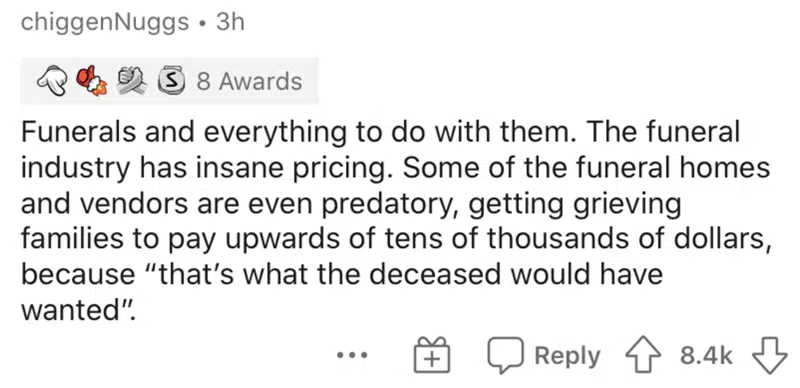 chiggenNuggs • 3h
S 8 Awards
Funerals and everything to do with them. The funeral
industry has insane pricing. Some of the funeral homes
and vendors are even predatory, getting grieving
families to pay upwards of tens of thousands of dollars,
because “that’s what the deceased would have
wanted”.
Reply 8.4k